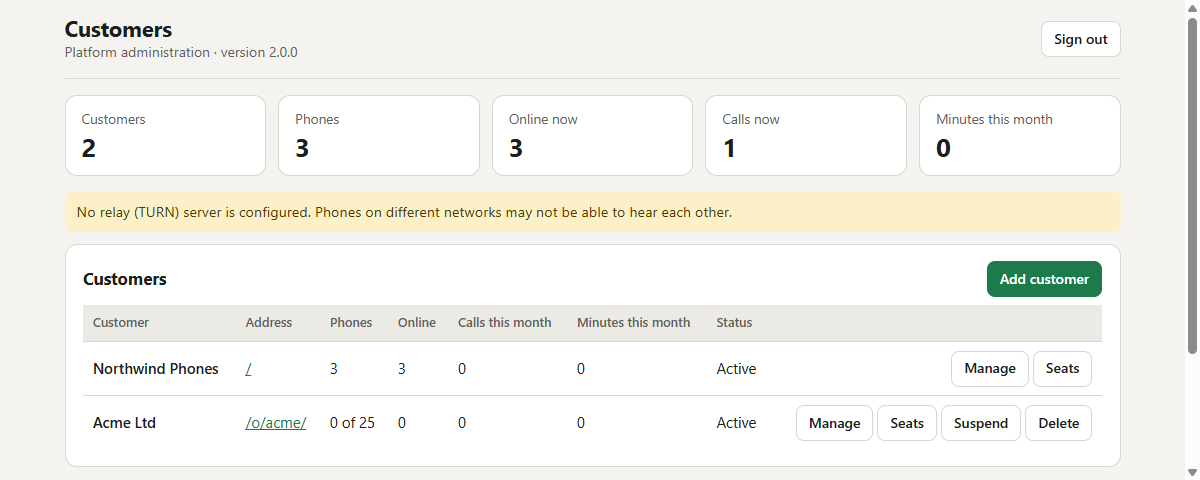 Customers
Platform administration · version 2.0.0
Sign out
Customers
2
Phones
3
Online now
3
Calls now
1
Minutes this month
0
No relay (TURN) server is configured. Phones on different networks may not be able to hear each other.
Customers
Add customer
Customer Address Phones Online Calls this month Minutes this month Status
Northwind Phones / 3 3 0 0 Active Manage Seats
Acme Ltd /o/acme/ 0 of 25 0 0 0 Active Manage Seats Suspend Delete